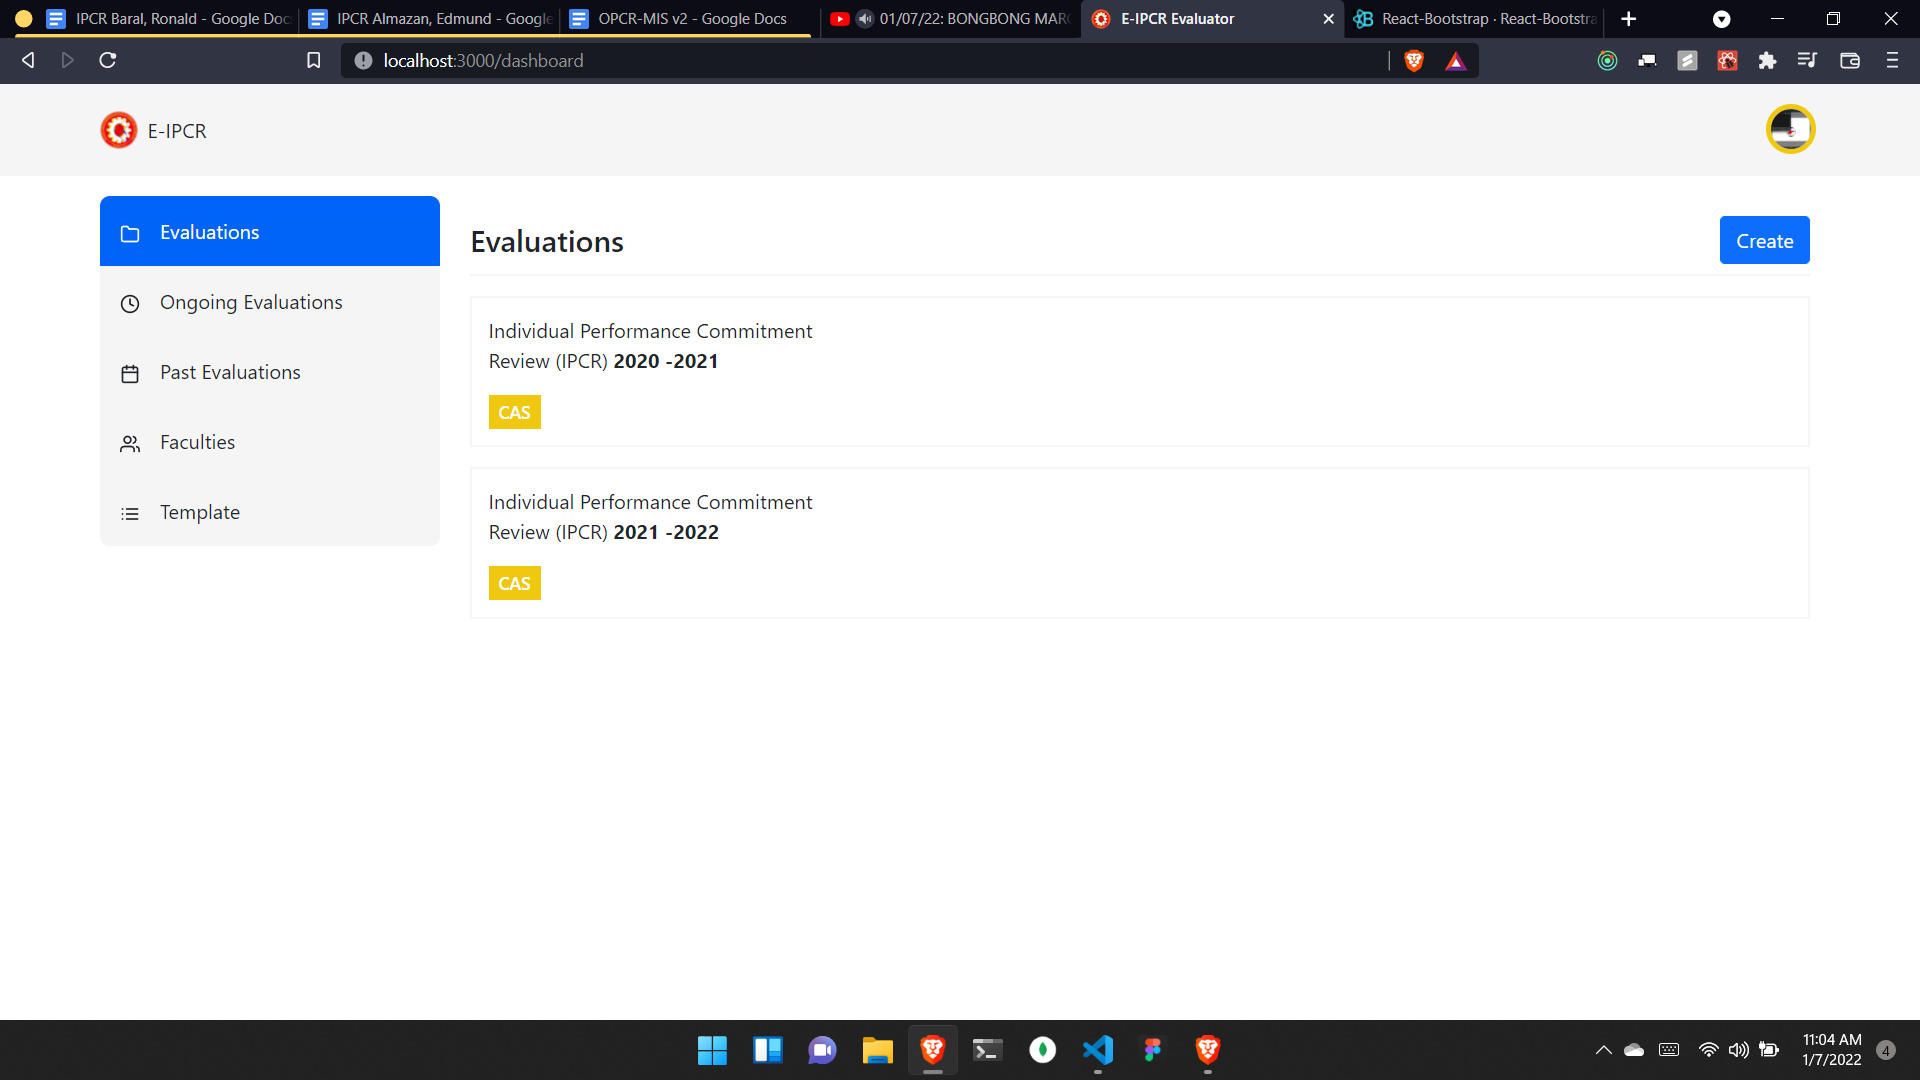 IPCR Baral, Ronald - Google Doc
IPCR Almazan, Edmund - Google
OPCR-MIS v2 - Google Docs
01/07/22: BONGBONG MARC
E-IPCR Evaluator
React-Bootstrap · React-Bootstra
localhost:3000/dashboard
E-IPCR
Evaluations
Ongoing Evaluations
Past Evaluations
Faculties
Template
Evaluations
Create
Individual Performance Commitment
Review (IPCR) 2020 -2021
CAS
Individual Performance Commitment
Review (IPCR) 2021 -2022
CAS
11:04 AM
1/7/2022
4